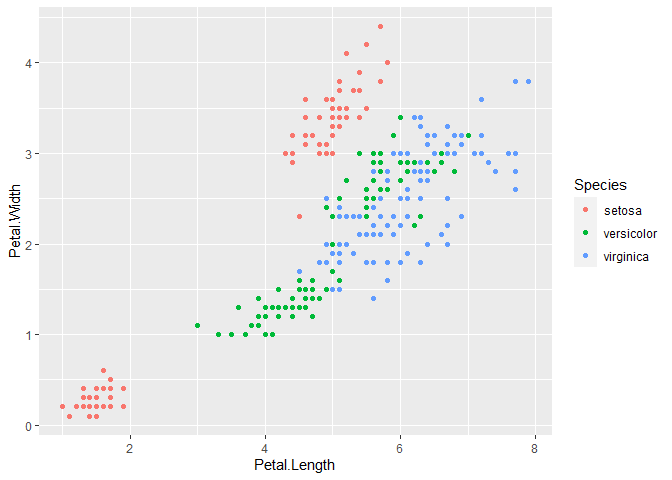 4
3
2
1
0
2
4
6
8
Petal.Width
Petal.Length
Species
setosa
versicolor
virginica